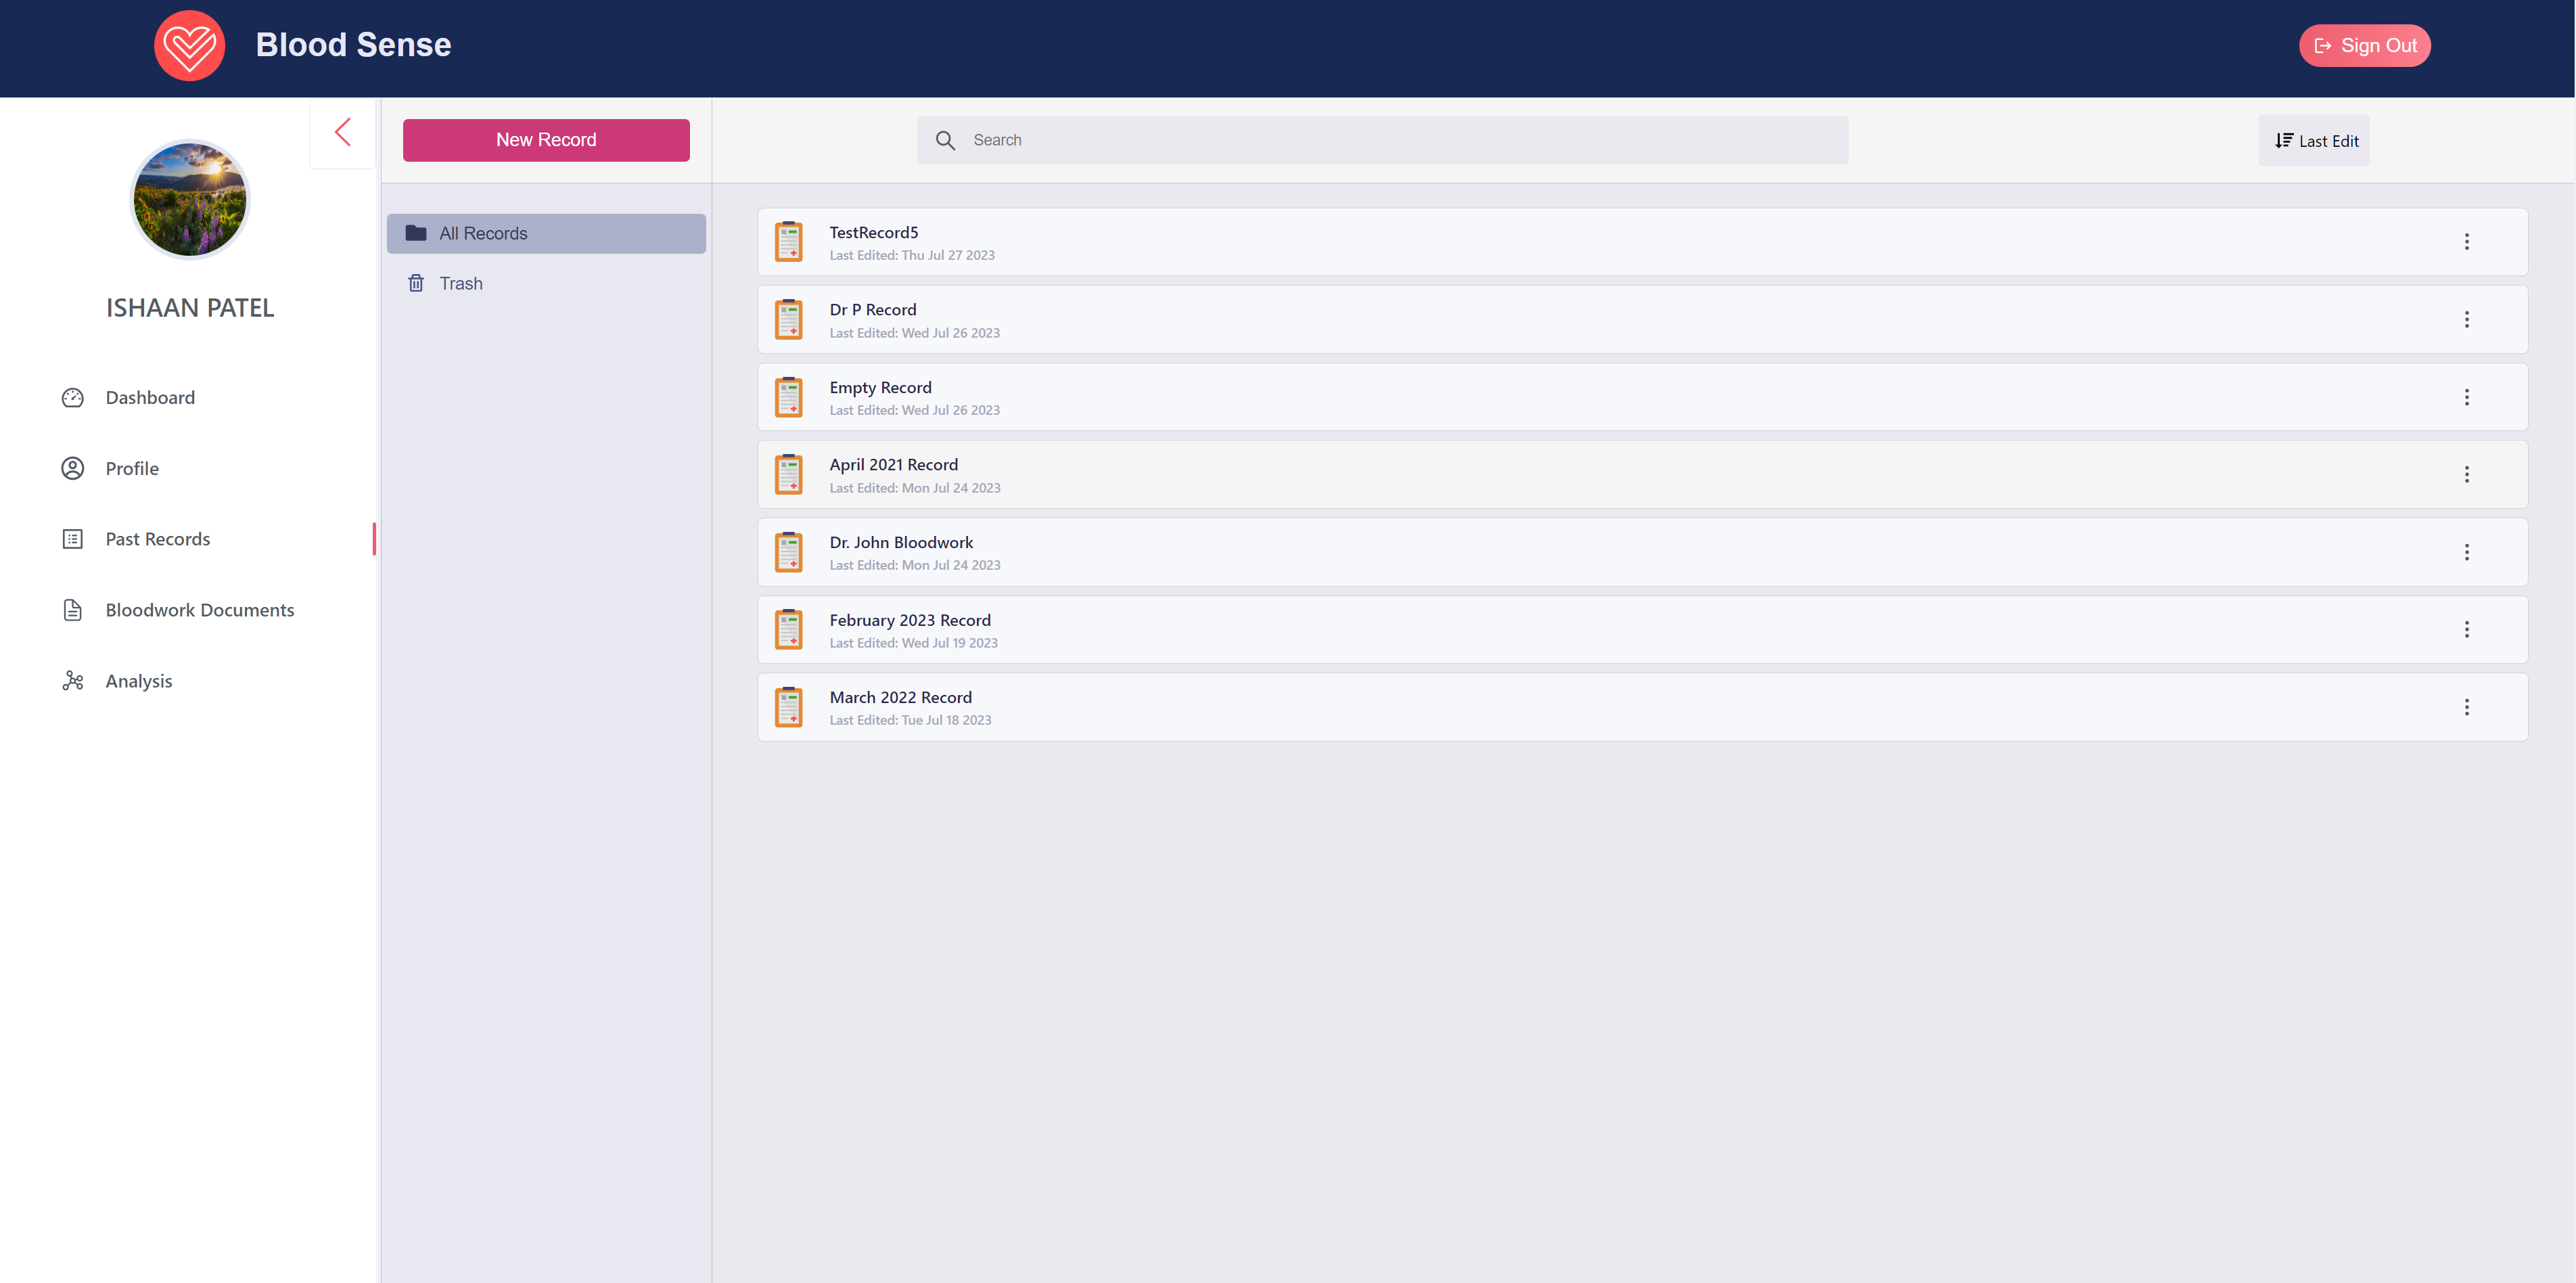 Blood Sense
Sign Out
ISHAAN PATEL
Dashboard
Profile
Past Records
Bloodwork Documents
Analysis
New Record
All Records
Trash
Search
Last Edit
TestRecord5
Last Edited: Thu Jul 27 2023
Dr P Record
Last Edited: Wed Jul 26 2023
Empty Record
Last Edited: Wed Jul 26 2023
April 2021 Record
Last Edited: Mon Jul 24 2023
Dr. John Bloodwork
Last Edited: Mon Jul 24 2023
February 2023 Record
Last Edited: Wed Jul 19 2023
March 2022 Record
Last Edited: Tue Jul 18 2023